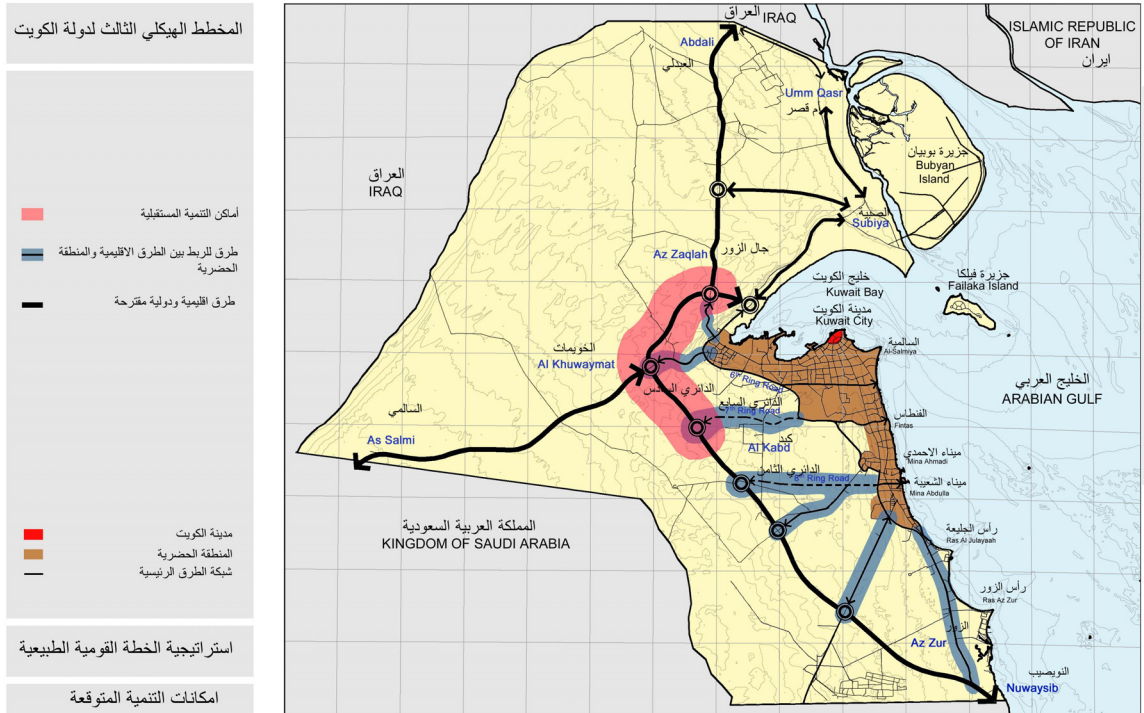 المخطط الهيكلي الثالث لدولة الكويت
أماكن التنمية المستقبلية
طرق للربط بين الطرق الاقليمية والمنطقة
الحضرية
طرق اقليمية ودولية مقترحة
مدينة الكويت
المنطقة الحضرية
شبكة الطرق الرئيسية
استراتيجية الخطة القومية الطبيعية
امكانات التنمية المتوقعة
العراق IRAQ
ISLAMIC REPUBLIC
OF IRAN
ايران
Abdali
العبدلي
Umm Qasr
ام قصر
جزيرة بوبيان
Bubyan
Island
العراق
IRAQ
الصبية
Subiya
جال الزور
Az Zaqlah
خليج الكويت
Kuwait Bay
جزيرة فيلكا
Failaka Island
مدينة الكويت
Kuwait City
السالمية
Al-Salmiya
الخويمات
Al Khuwaymat
6th Ring Road
الدائري السادس
الدائري السابع
7th Ring Road
الخليج العربي
ARABIAN GULF
السالمي
As Salmi
الفنطاس
Fintas
كبد
Al Kabd
ميناء الاحمدي
Mina Ahmadi
الدائري الثامن
8th Ring Road
ميناء الشعيبة
Mina Abdulla
المملكة العربية السعودية
KINGDOM OF SAUDI ARABIA
رأس الجليعة
Ras Al Julayaah
رأس الزور
Ras Az Zur
الزور
Az Zur
النويصيب
Nuwaysib